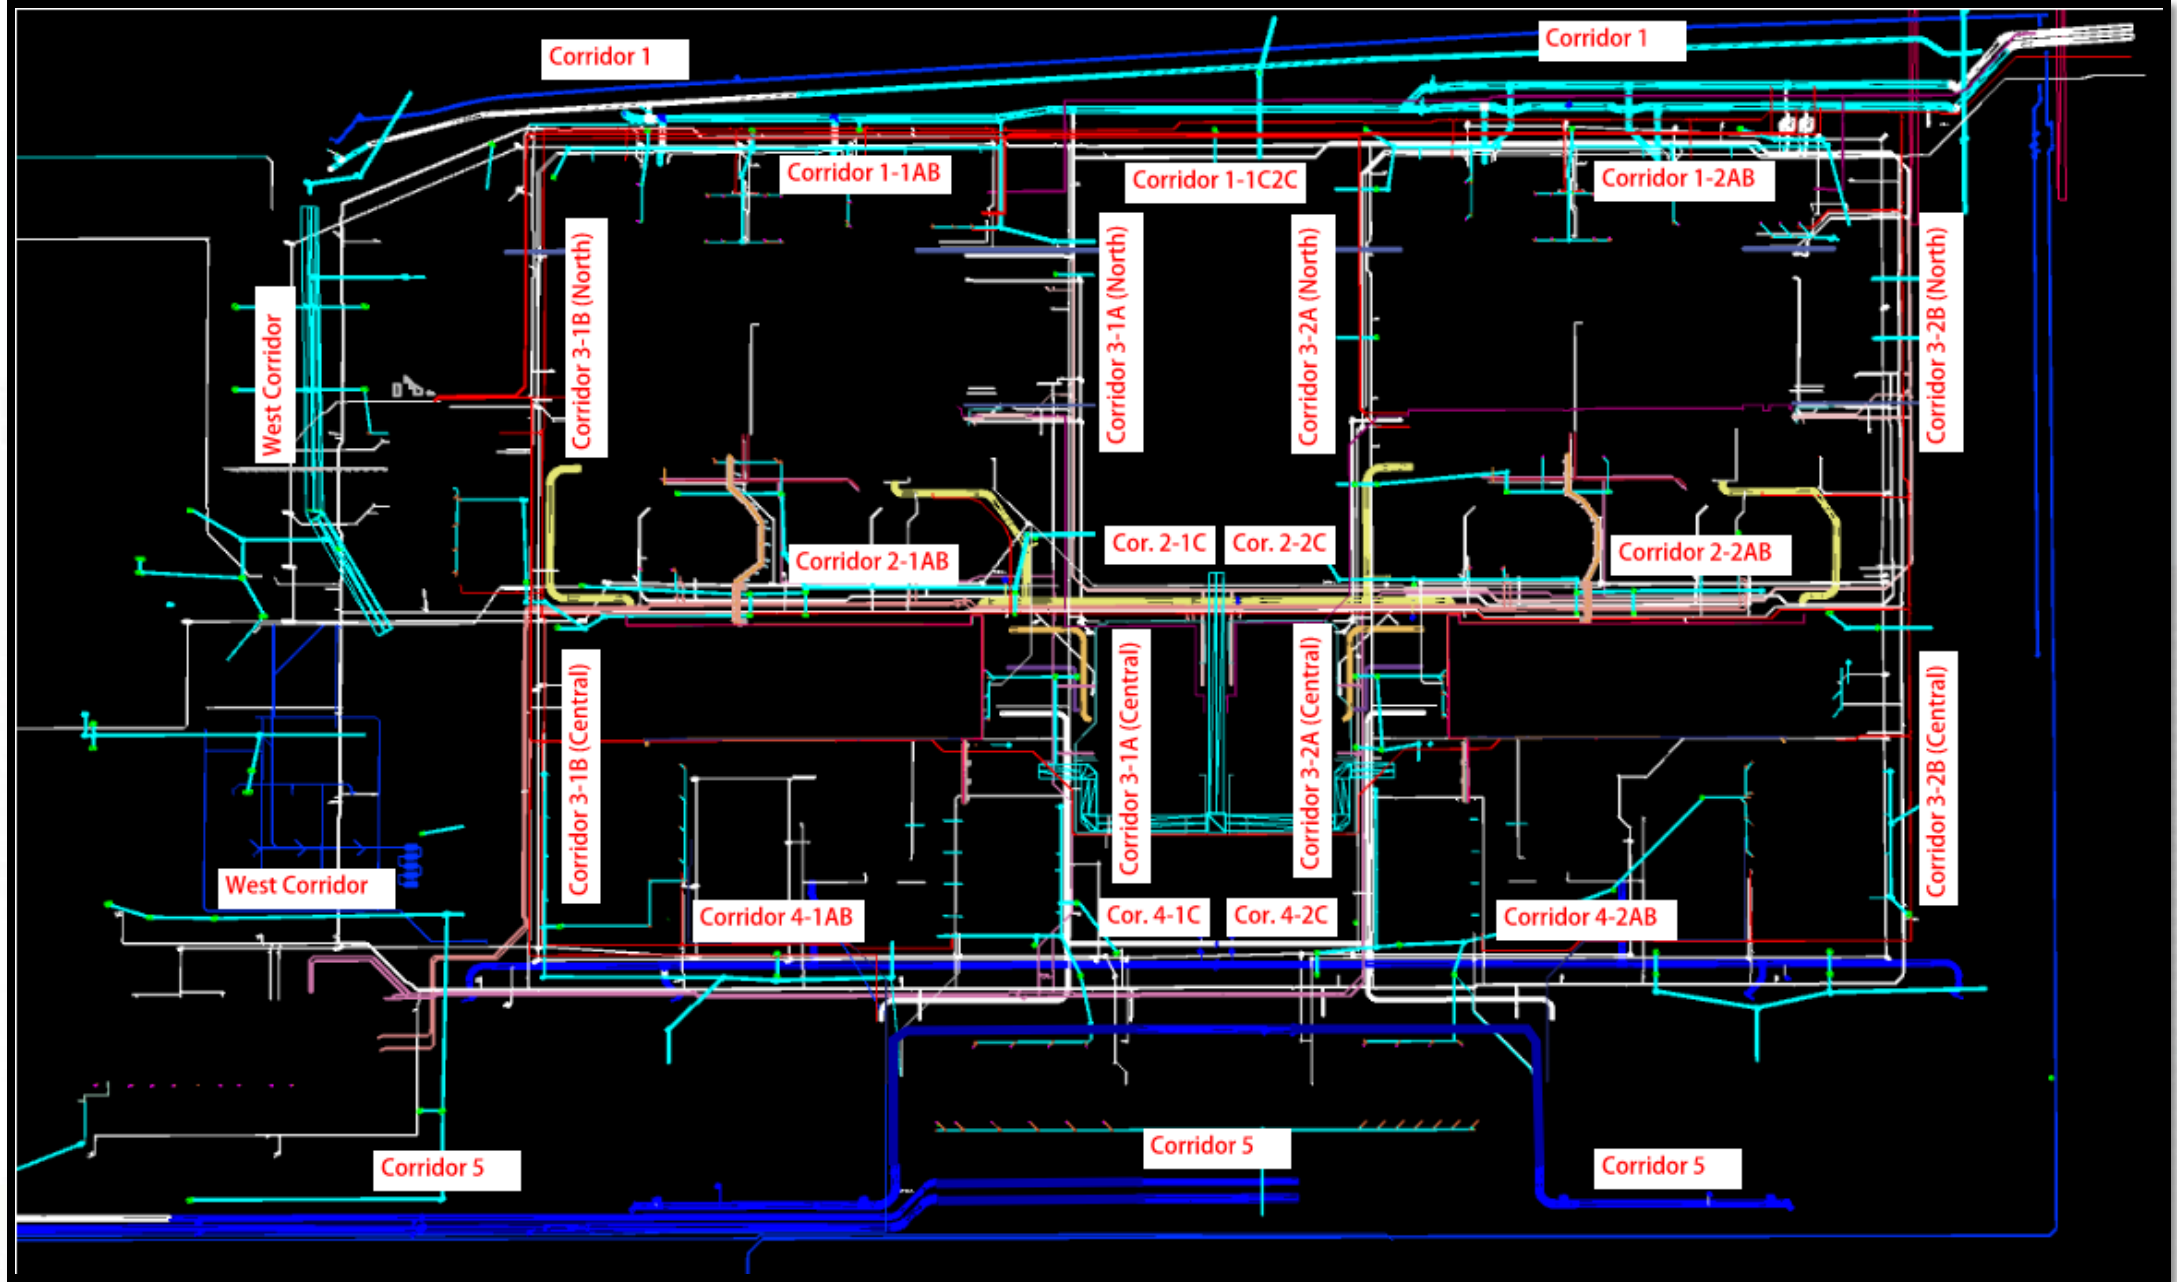 Corridor 1
Corridor 1
Corridor 1-1AB
Corridor 1-1C2C
Corridor 1-2AB
West Corridor
Corridor 3-1B (North)
Corridor 3-1A (North)
Corridor 3-2A (North)
Corridor 3-2B (North)
Corridor 2-1AB
Cor. 2-1C
Cor. 2-2C
Corridor 2-2AB
Corridor 3-1B (Central)
Corridor 3-1A (Central)
Corridor 3-2A (Central)
Corridor 3-2B (Central)
West Corridor
Corridor 4-1AB
Cor. 4-1C
Cor. 4-2C
Corridor 4-2AB
Corridor 5
Corridor 5
Corridor 5